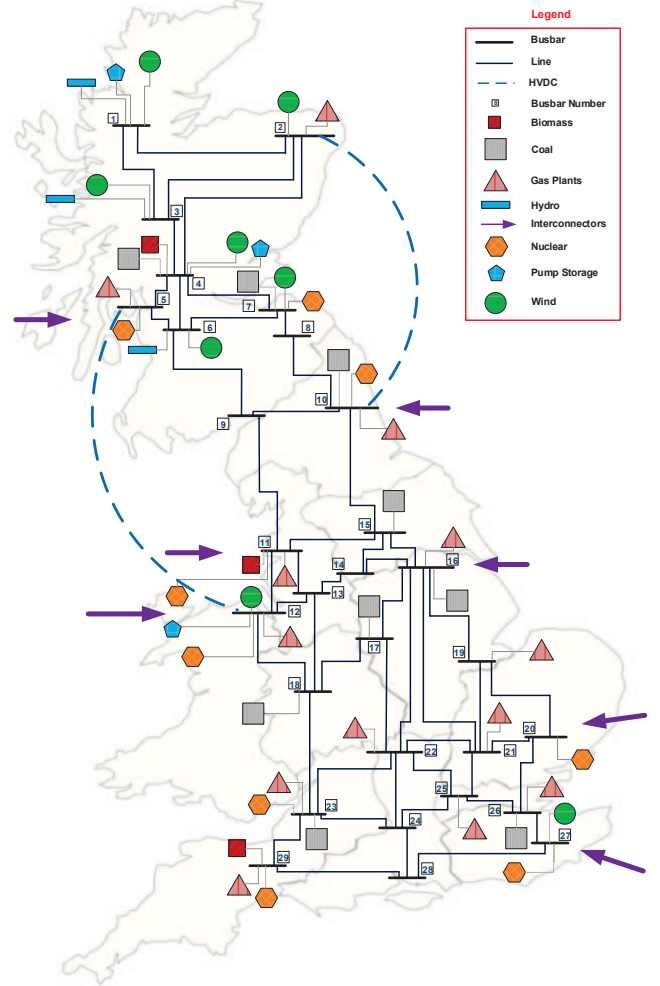 Legend
Busbar
Line
HVDC
8
Busbar Number
Biomass
Coal
Gas Plants
Hydro
Interconnectors
Nuclear
Pump Storage
Wind
1
2
3
4
5
6
7
8
10
9
15
11
14
16
13
12
17
19
18
20
22
21
25
23
26
24
27
29
28